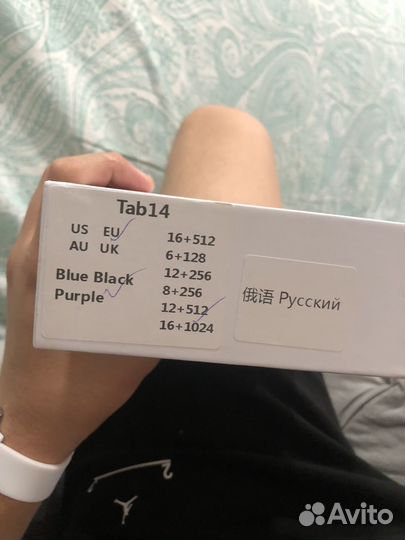 Tab14
US EU
AU UK
Blue Black
Purple
16+512
6+128
12+256
8+256
12+512
16+1024
俄语 Русский
Avito